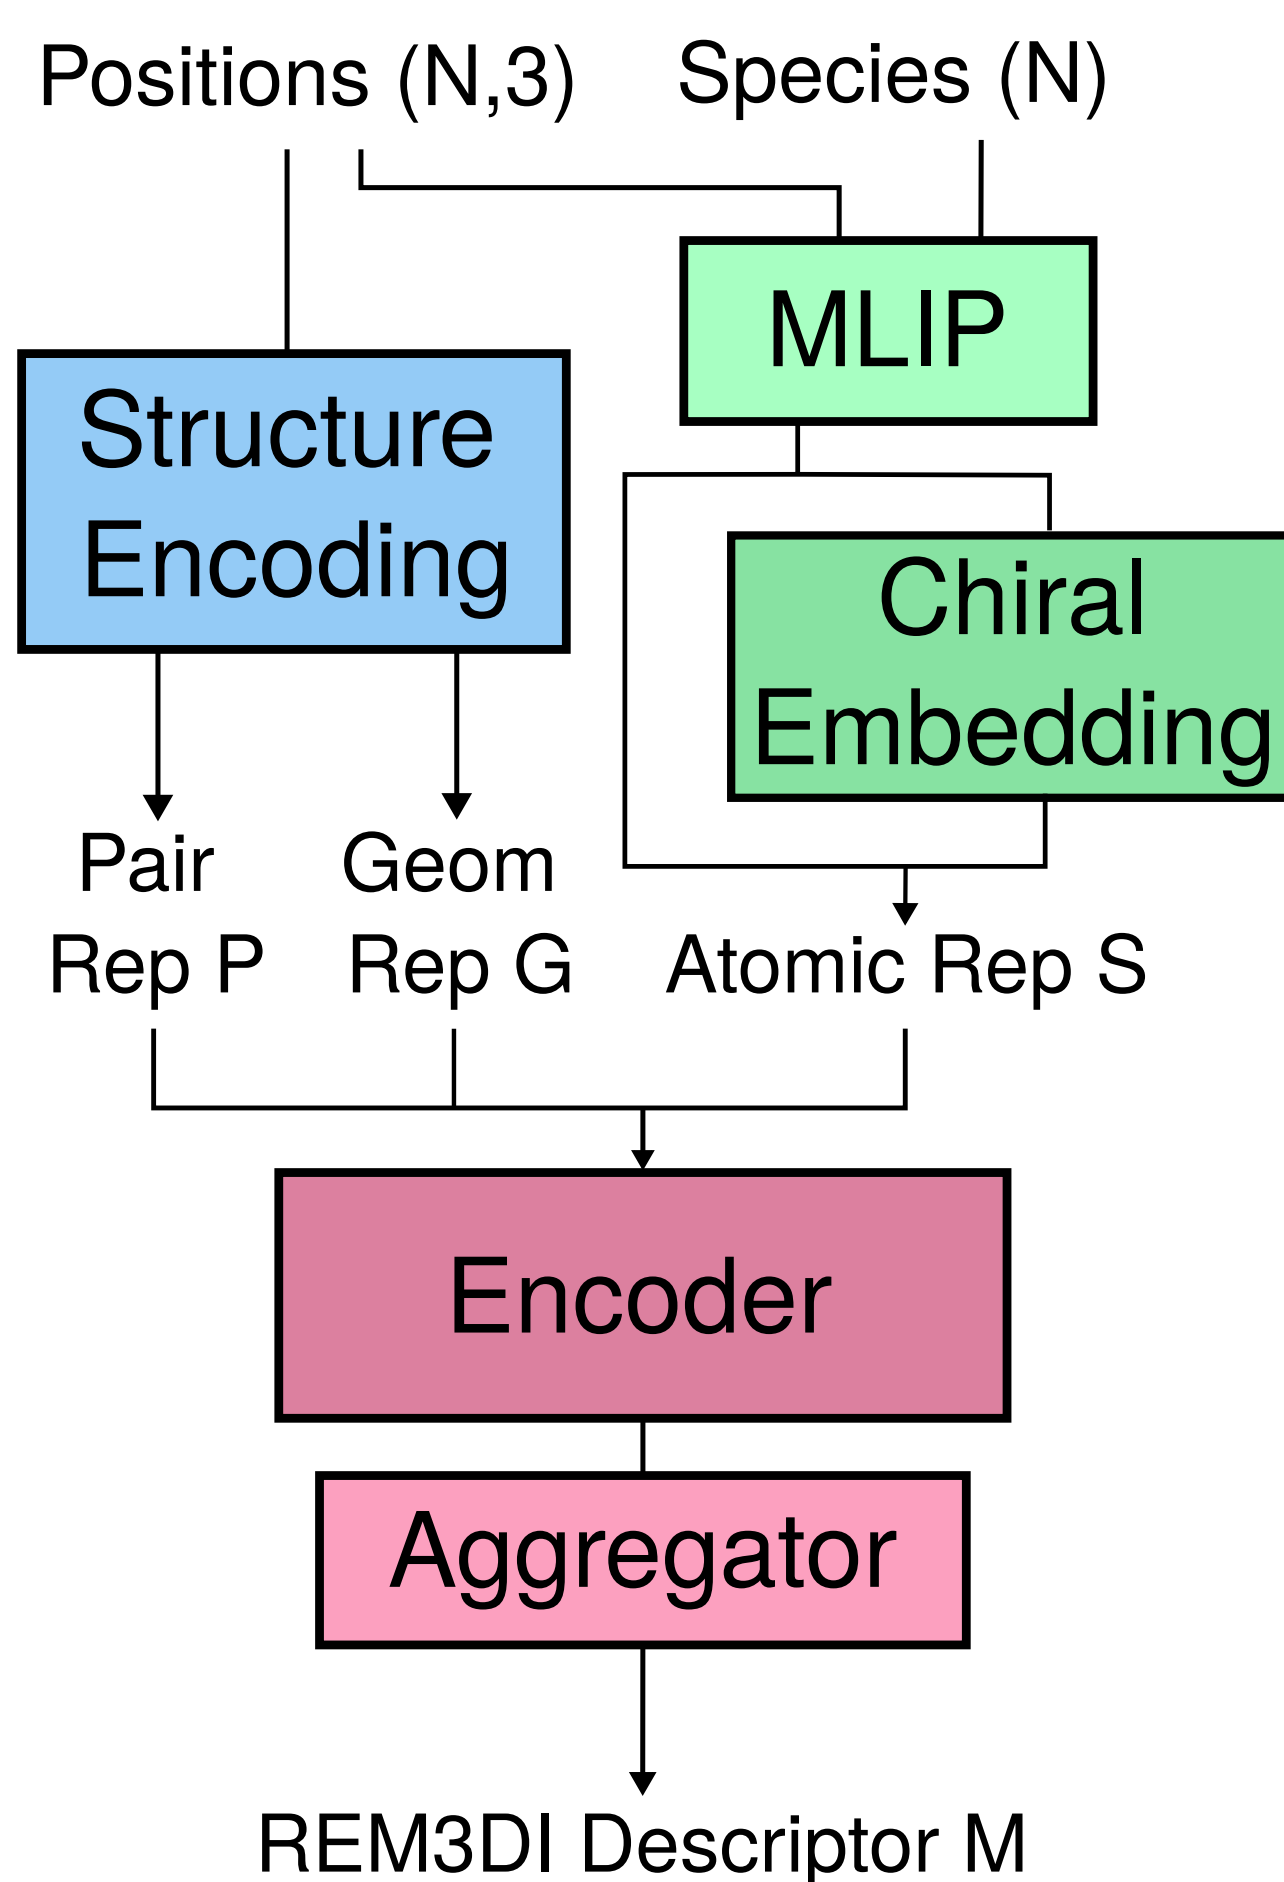 Positions (N,3)
Species (N)
MLIP
Structure
Encoding
Chiral
Embedding
Pair
Rep P
Geom
Rep G
Atomic Rep S
Encoder
Aggregator
REM3DI Descriptor M